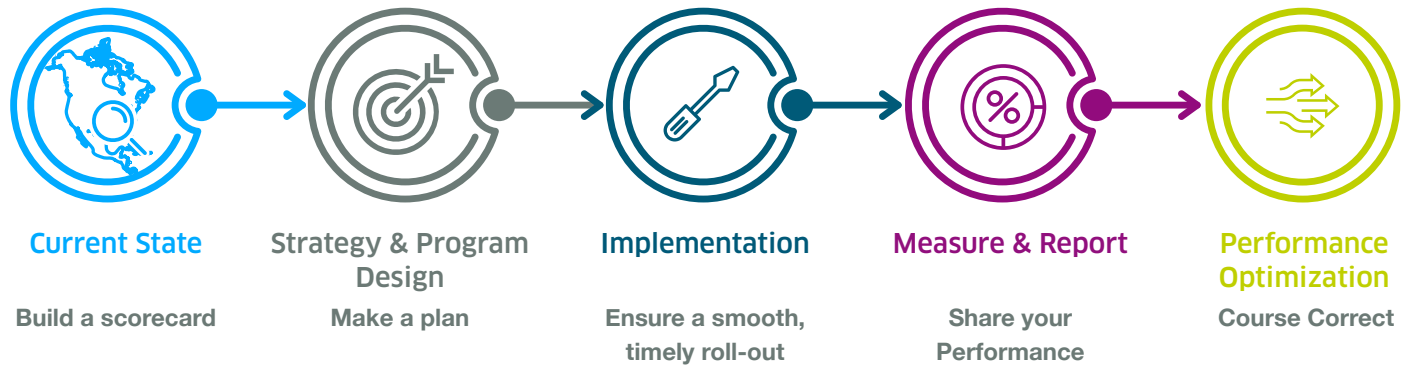 Current State
Build a scorecard
Strategy & Program
Design
Make a plan
Implementation
Ensure a smooth,
timely roll-out
%
Measure & Report
Share your
Performance
Performance
Optimization
Course Correct